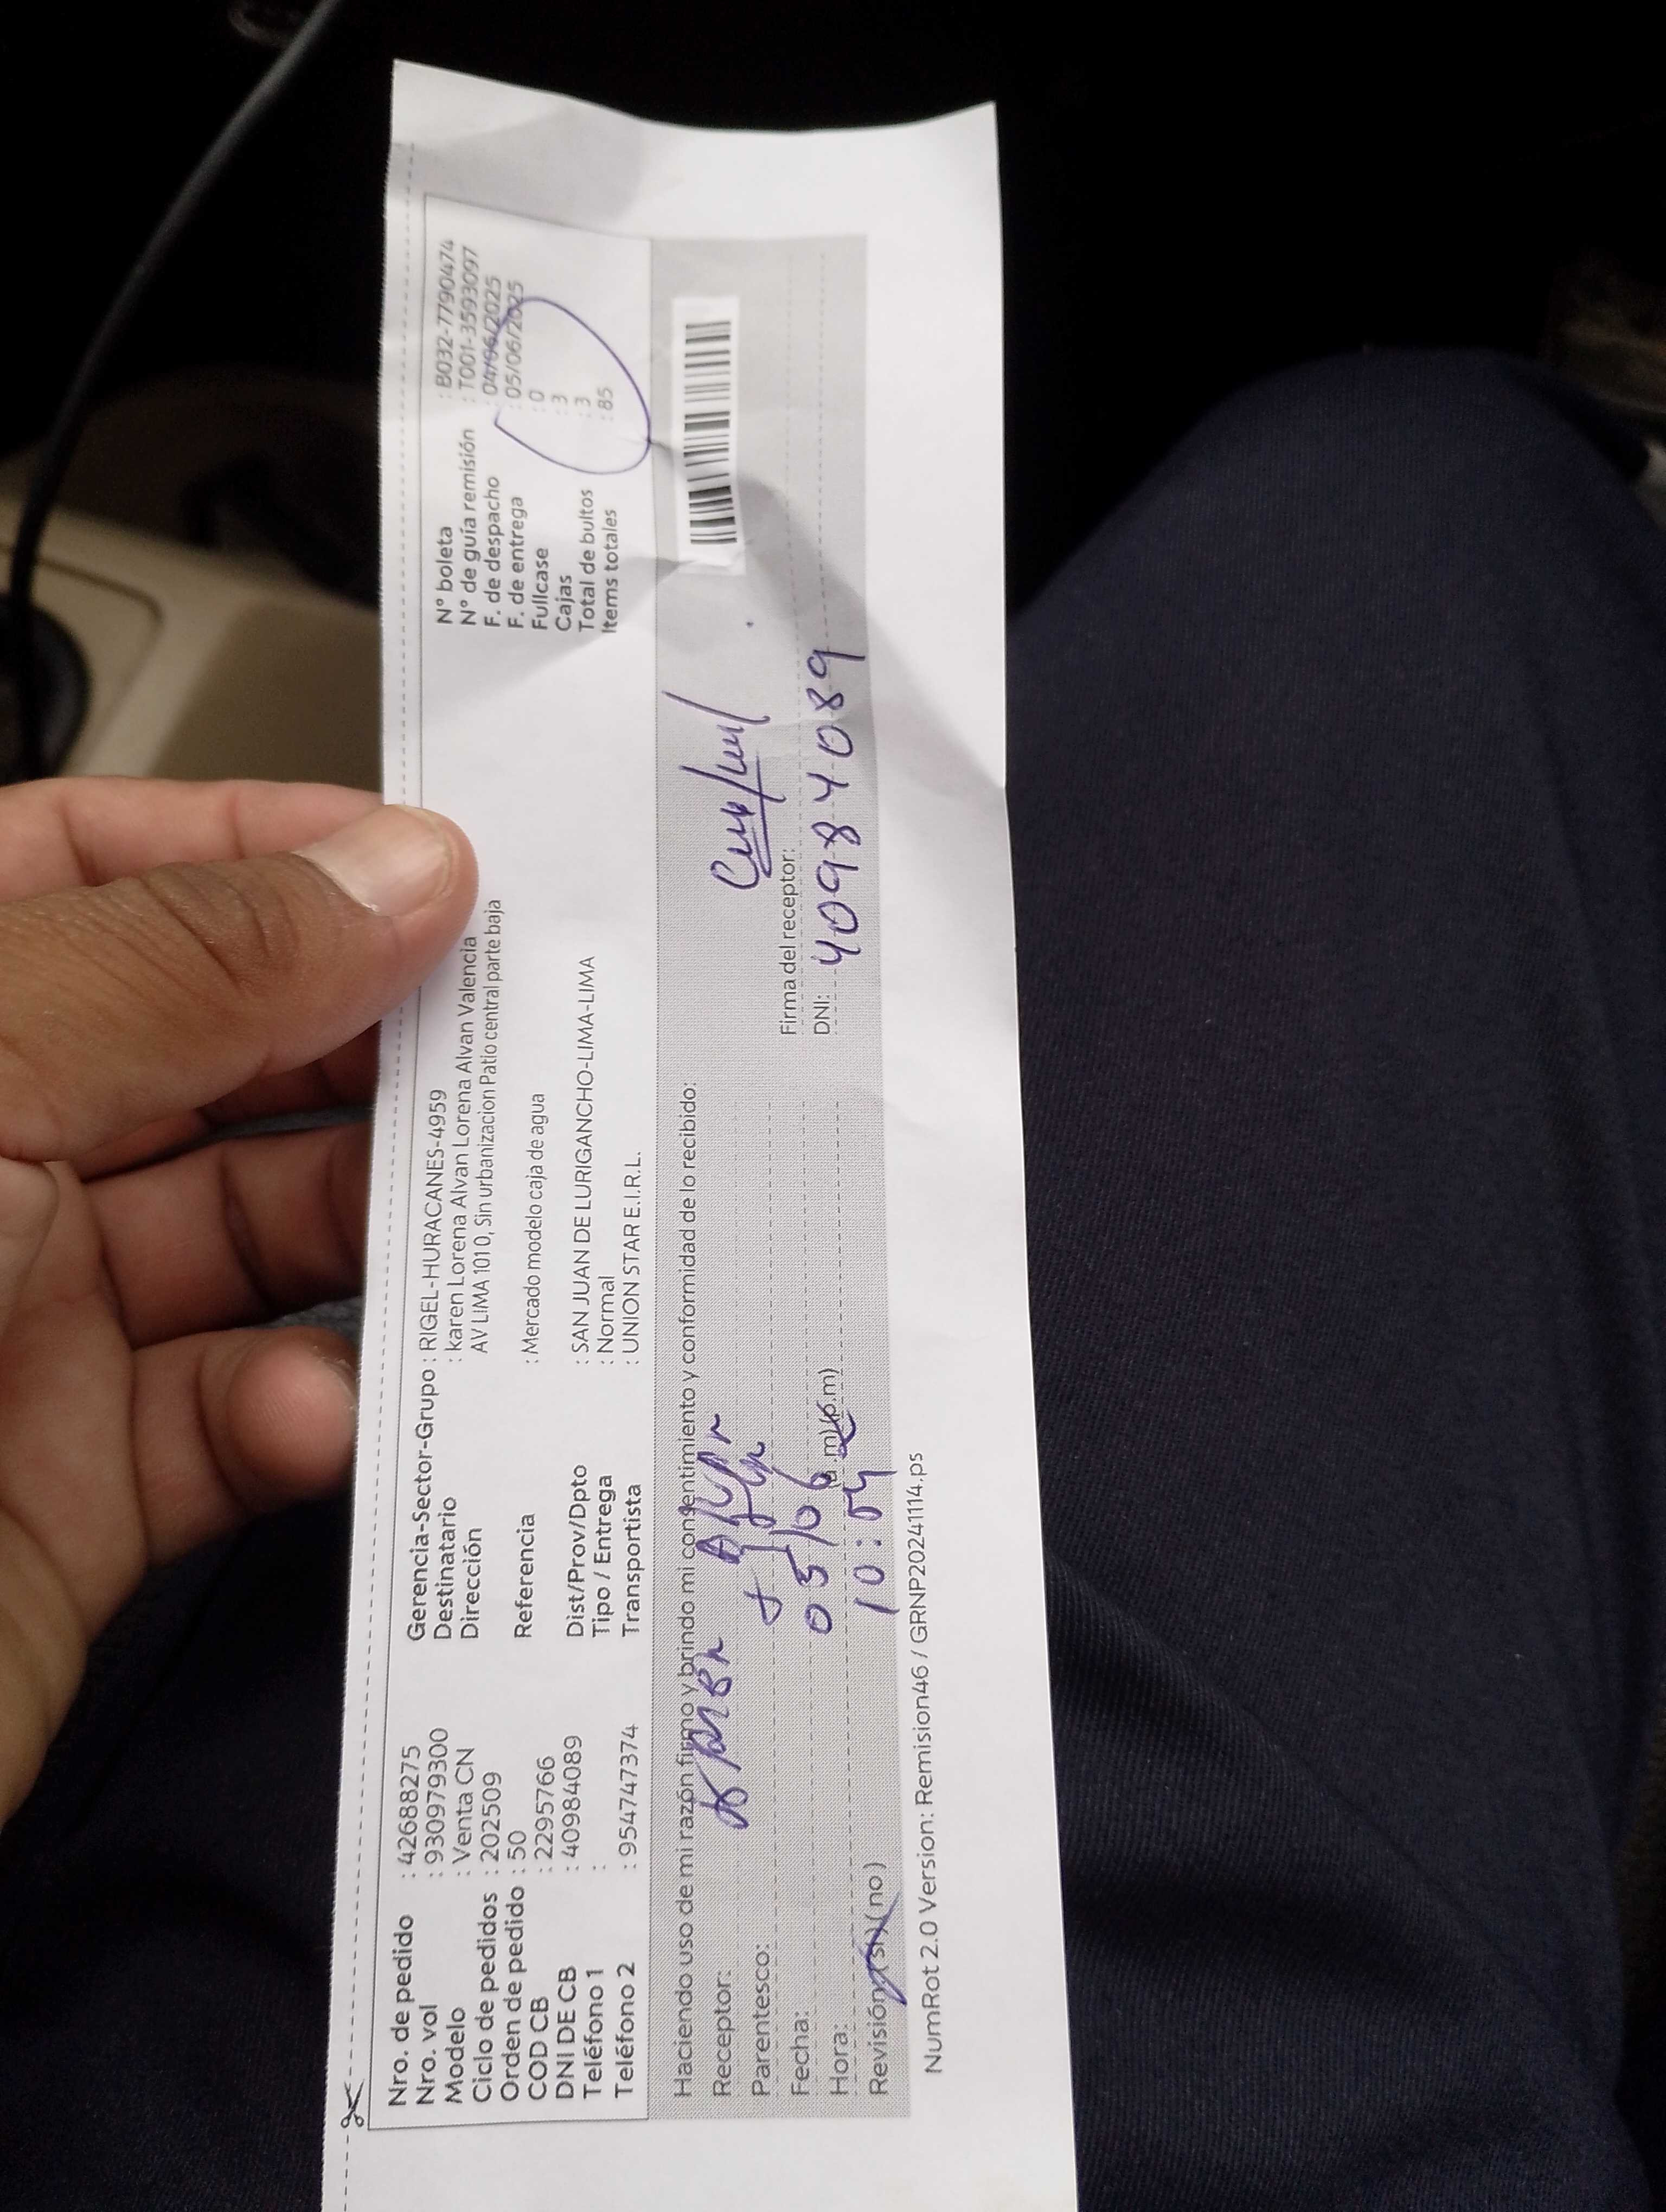 Nro. de pedido : 42688275
Nro. vol : 930979300
Modelo : Venta CN
Ciclo de pedidos : 202509
Orden de pedido : 50
COD CB : 2295766
DNI DE CB : 40984089
Teléfono 1 :
Teléfono 2 : 954747374
Gerencia-Sector-Grupo : RIGEL-HURACANES-4959
Destinatario : karen Lorena Alvan Lorena Alvan Valencia
Dirección AV LIMA 1010, Sin urbanizacion Patio central parte baja
Referencia : Mercado modelo caja de agua
Dist/Prov/Dpto : SAN JUAN DE LURIGANCHO-LIMA-LIMA
Tipo / Entrega : Normal
Transportista : UNION STAR E.I.R.L.
N° boleta : B032-7790474
N° de guía remisión : T001-3593097
F. de despacho : 04/06/2025
F. de entrega : 05/06/2025
Fullcase : 0
Cajas : 3
Total de bultos : 3
Items totales : 85
Haciendo uso de mi razón firmo y brindo mi consentimiento y conformidad de lo recibido:
Receptor:
Parentesco:
Fecha: 05/06
Hora: 10:54 (a.m)(p.m)
Revisión (si)(no)
Firma del receptor:
DNI: 40984089
NumRot 2.0 Version: Remision46 / GRNP20241114.ps